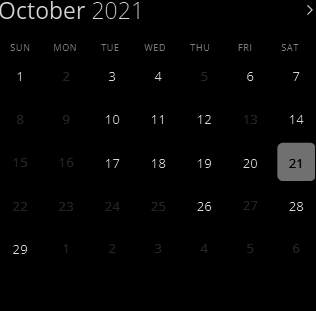 October 2021
SUN MON TUE WED THU FRI SAT
1 2 3 4 5 6 7
8 9 10 11 12 13 14
15 16 17 18 19 20 21
22 23 24 25 26 27 28
29 1 2 3 4 5 6